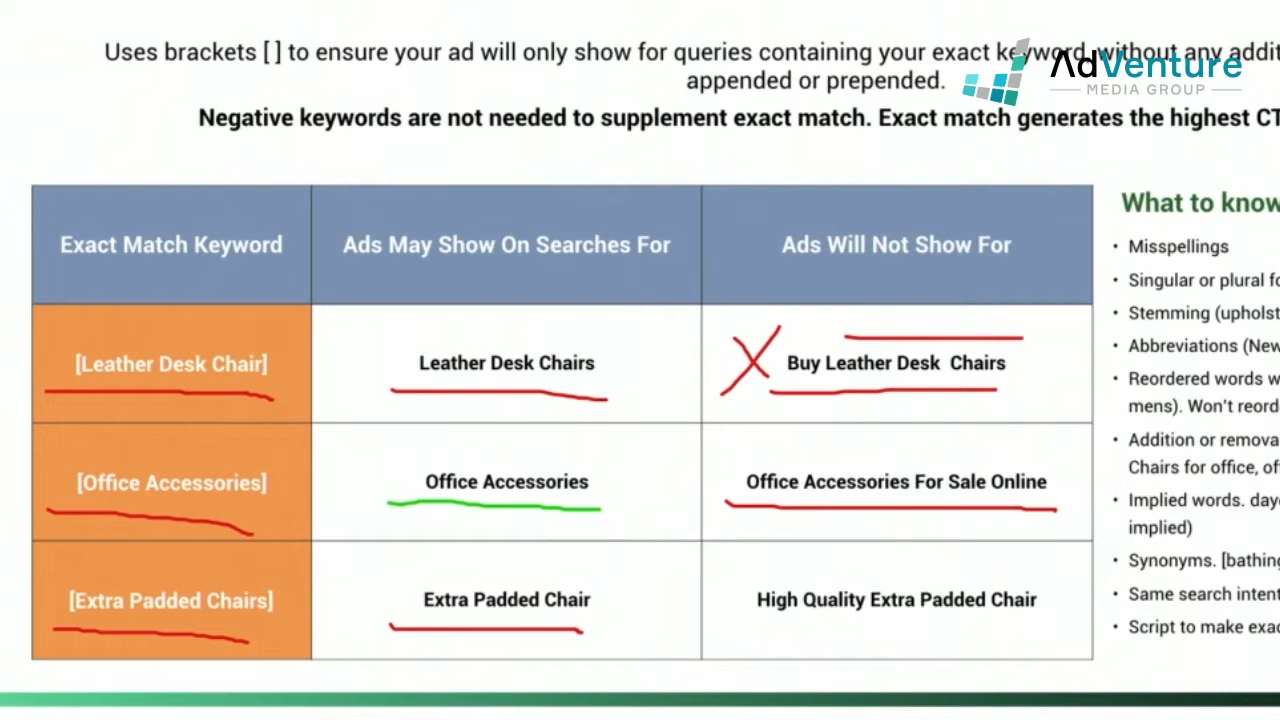 Uses brackets [ ] to ensure your ad will only show for queries containing your exact keyword, without any addit
appended or prepended.
AdVenture
MEDIA GROUP
Negative keywords are not needed to supplement exact match. Exact match generates the highest CT
Exact Match Keyword
Ads May Show On Searches For
Ads Will Not Show For
[Leather Desk Chair]
Leather Desk Chairs
Buy Leather Desk Chairs
[Office Accessories]
Office Accessories
Office Accessories For Sale Online
[Extra Padded Chairs]
Extra Padded Chair
High Quality Extra Padded Chair
What to know
• Misspellings
• Singular or plural fo
• Stemming (upholst
• Abbreviations (New
• Reordered words w
mens). Won't reord
• Addition or remova
Chairs for office, of
• Implied words. dayd
implied)
• Synonyms. [bathing
• Same search intent
• Script to make exac